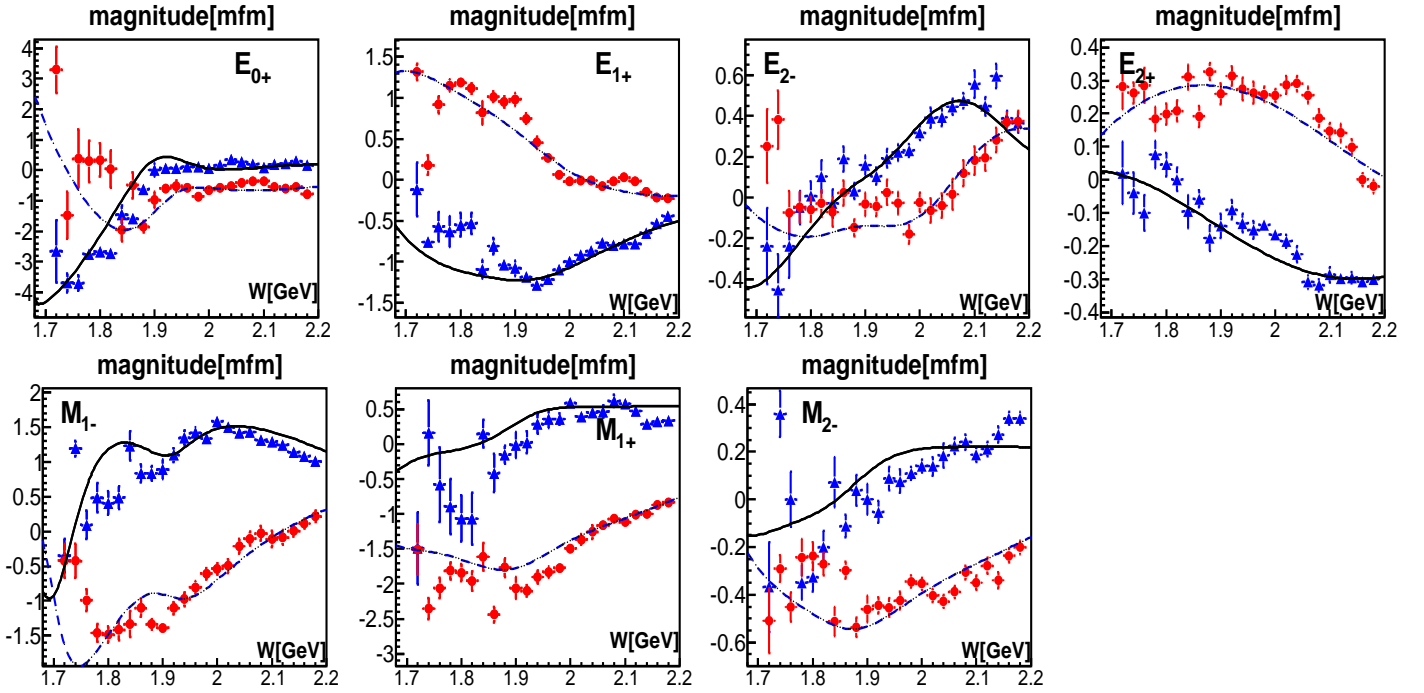 magnitude[mfm] magnitude[mfm] magnitude[mfm] magnitude[mfm]
E0+ E1+ E2- E2+
4 3 2 1 0 -1 -2 -3 -4
1.5 1 0.5 0 -0.5 -1 -1.5
0.6 0.4 0.2 0 -0.2 -0.4
0.4 0.3 0.2 0.1 0 -0.1 -0.2 -0.3 -0.4
W[GeV] W[GeV] W[GeV] W[GeV]
1.7 1.8 1.9 2 2.1 2.2 1.7 1.8 1.9 2 2.1 2.2 1.7 1.8 1.9 2 2.1 2.2 1.7 1.8 1.9 2 2.1 2.2
magnitude[mfm] magnitude[mfm] magnitude[mfm]
M1- M1+ M2-
2 1.5 1 0.5 0 -0.5 -1 -1.5
0.5 0 -0.5 -1 -1.5 -2 -2.5 -3
0.4 0.2 0 -0.2 -0.4 -0.6
W[GeV] W[GeV] W[GeV]
1.7 1.8 1.9 2 2.1 2.2 1.7 1.8 1.9 2 2.1 2.2 1.7 1.8 1.9 2 2.1 2.2